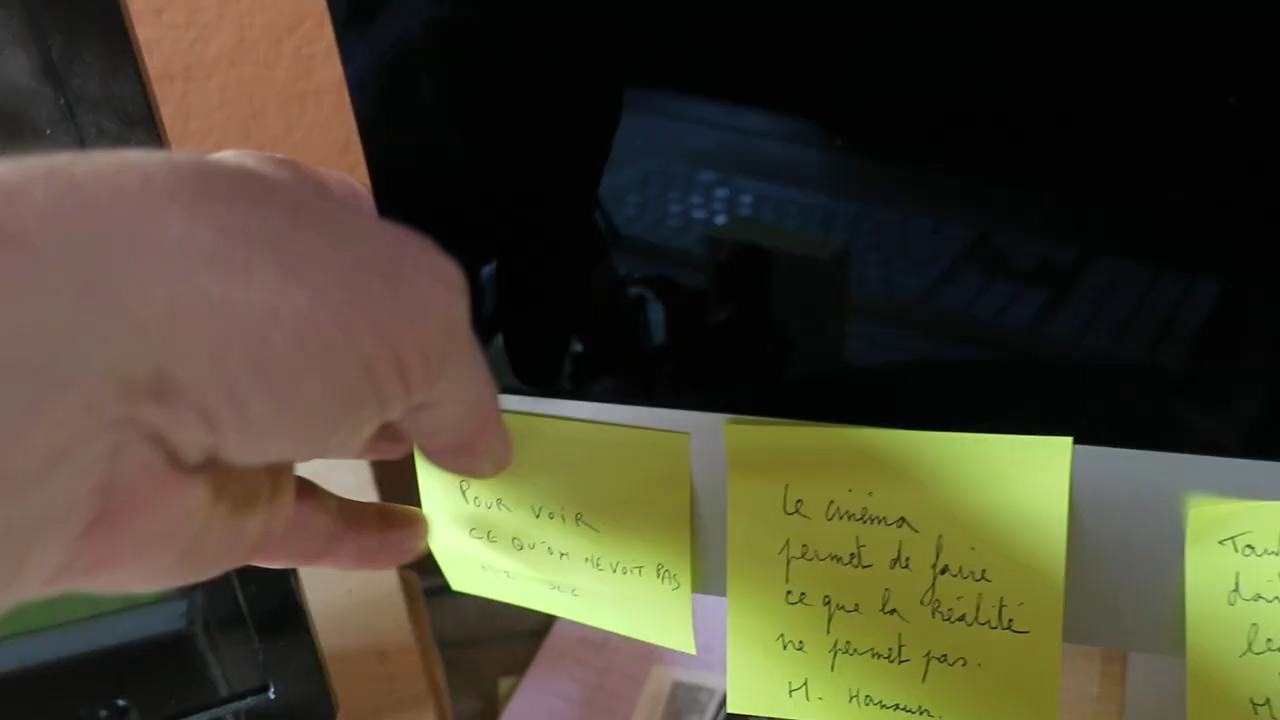 POUR VOIR
CE QU'ON NE VOIT PAS
Le cinéma
permet de faire
ce que la Réalité
ne permet pas.
M. Hanoun.